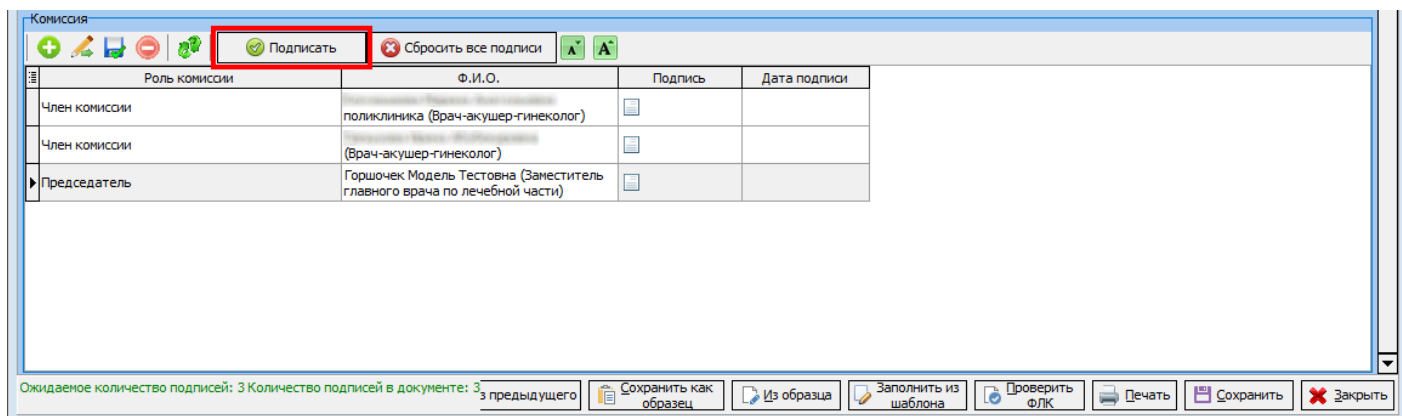 Комиссия
Подписать Сбросить все подписи A A
Роль комиссии Ф.И.О. Подпись Дата подписи
Член комиссии
поликлиника (Врач-акушер-гинеколог)
Член комиссии
(Врач-акушер-гинеколог)
Председатель
Горшочек Модель Тестовна (Заместитель
главного врача по лечебной части)
Ожидаемое количество подписей: 3 Количество подписей в документе: 3
з предыдущего
Сохранить как
образец
Из образца
Заполнить из
шаблона
Проверить
ФЛК
Печать
Сохранить
Закрыть